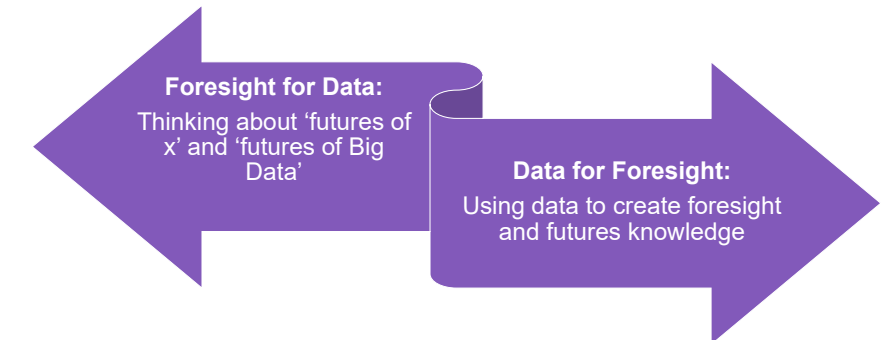 Foresight for Data:
Thinking about ‘futures of
x’ and ‘futures of Big
Data’
Data for Foresight:
Using data to create foresight
and futures knowledge